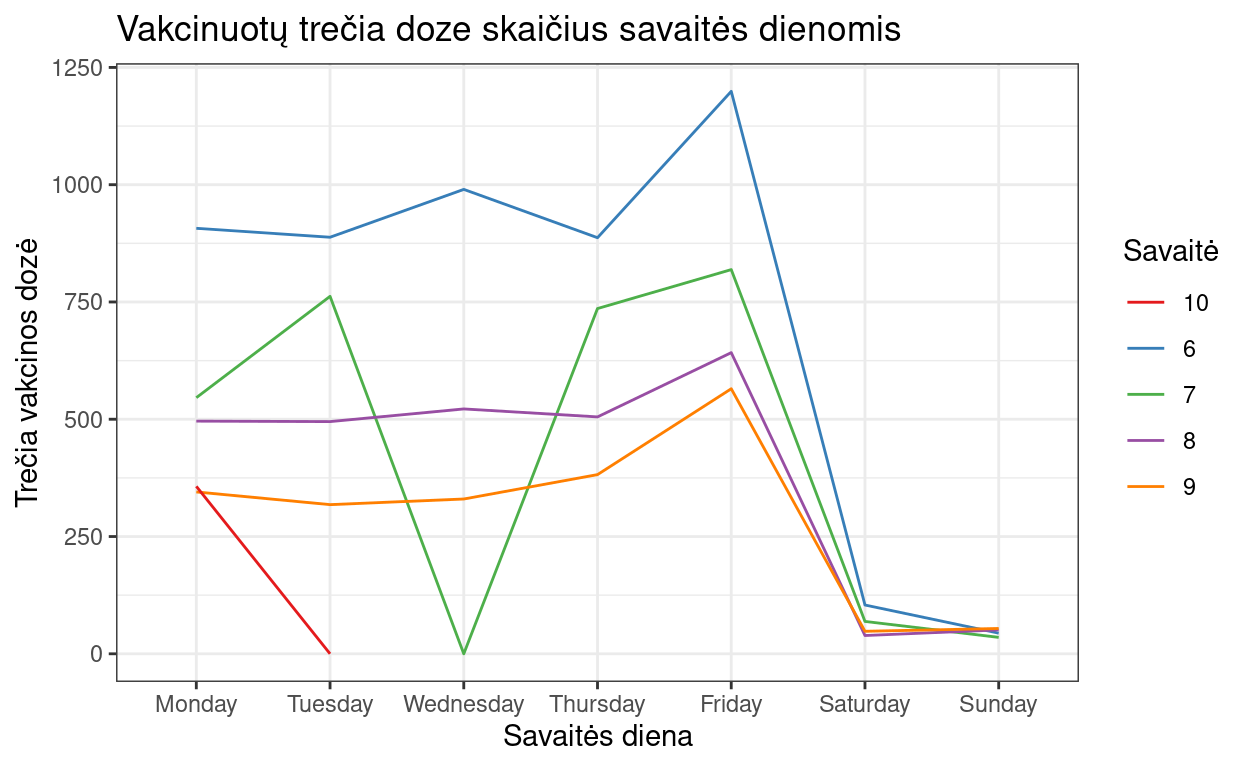 Vakcinuotų trečia doze skaičius savaitės dienomis
Trečia vakcinos dozė
1250
1000
750
500
250
0
Monday Tuesday Wednesday Thursday Friday Saturday Sunday
Savaitės diena
Savaitė
10
6
7
8
9